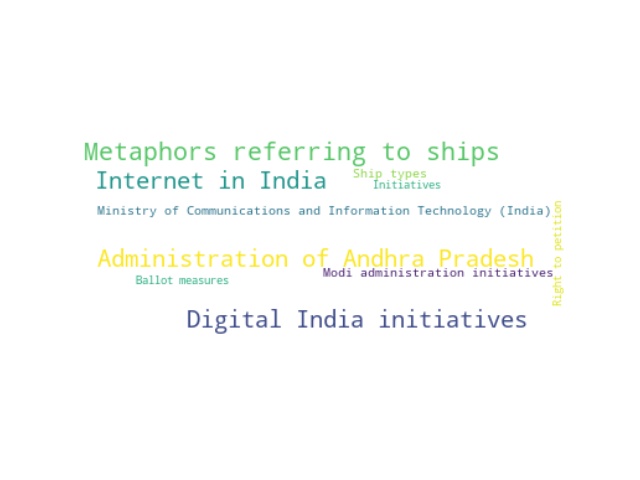 Metaphors referring to ships
Internet in India
Ship types
Initiatives
Ministry of Communications and Information Technology (India)
Right to petition
Administration of Andhra Pradesh
Modi administration initiatives
Ballot measures
Digital India initiatives